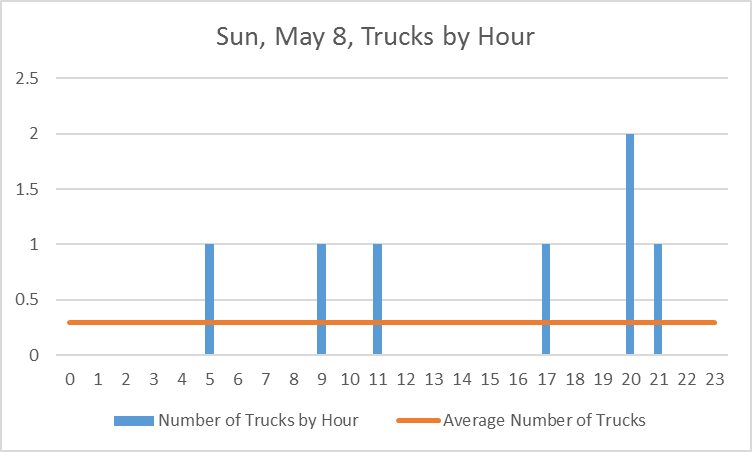 Sun, May 8, Trucks by Hour
2.5
2
1.5
1
0.5
0
0 1 2 3 4 5 6 7 8 9 10 11 12 13 14 15 16 17 18 19 20 21 22 23
Number of Trucks by Hour Average Number of Trucks